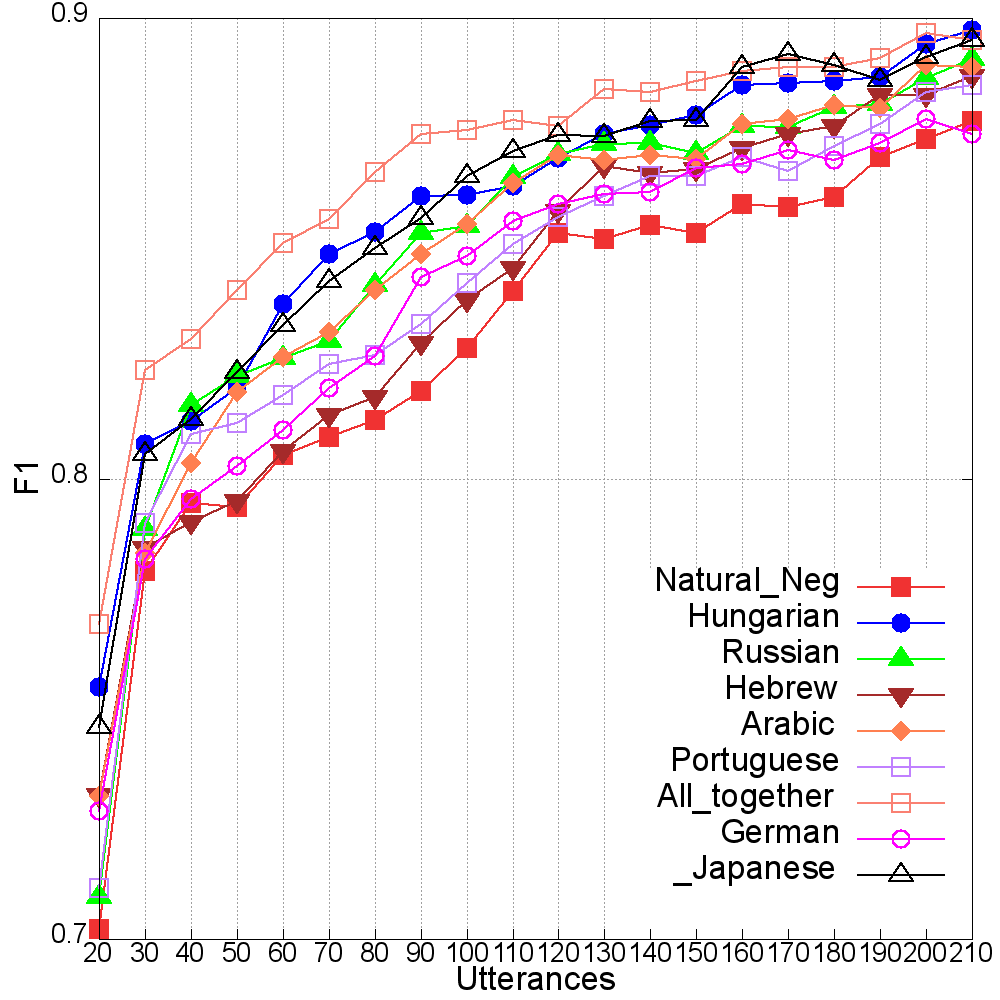 0.9
0.8
0.7
F1
20 30 40 50 60 70 80 90 100 110 120 130 140 150 160 170 180 190 200 210
Utterances
Natural_Neg
Hungarian
Russian
Hebrew
Arabic
Portuguese
All_together
German
_Japanese